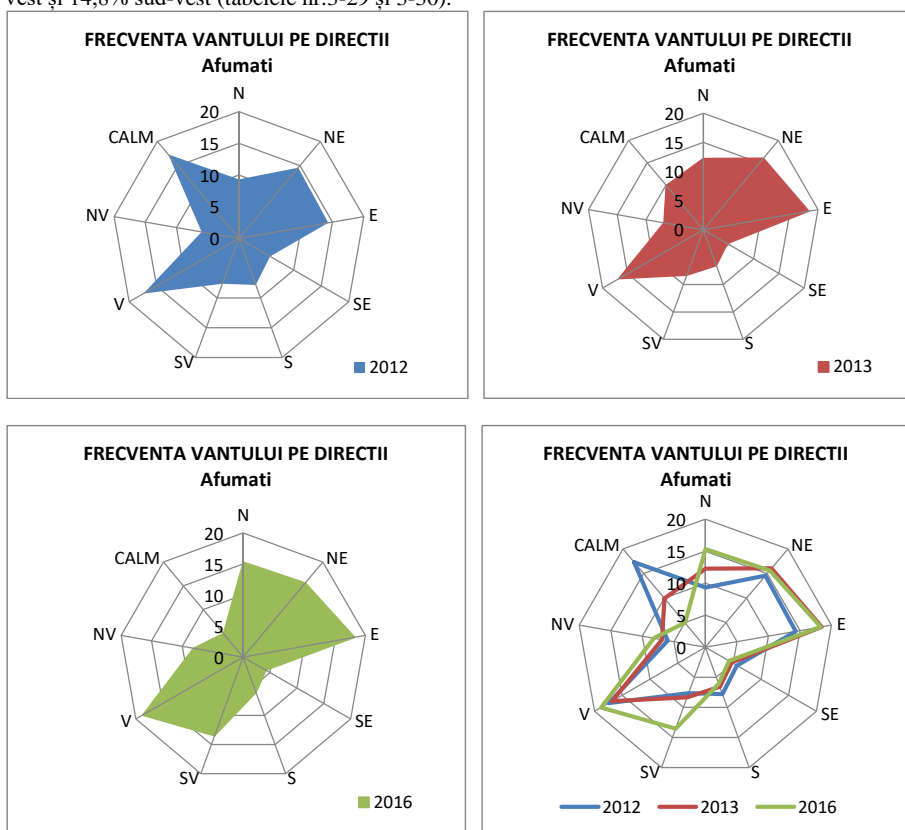 vest și 14,8% sud-vest (tabelele nr.3-29 și 3-30).
FRECVENTA VANTULUI PE DIRECTII
Afumati
N
20
CALM
NE
15
10
NV
5
E
0
V
SE
SV
S
2012
FRECVENTA VANTULUI PE DIRECTII
Afumati
N
20
CALM
NE
15
10
NV
5
E
0
V
SE
SV
S
2013
FRECVENTA VANTULUI PE DIRECTII
Afumati
N
20
CALM
NE
15
10
NV
5
E
0
V
SE
SV
S
2016
FRECVENTA VANTULUI PE DIRECTII
Afumati
N
20
CALM
NE
15
10
NV
5
E
0
V
SE
SV
S
2012 2013 2016